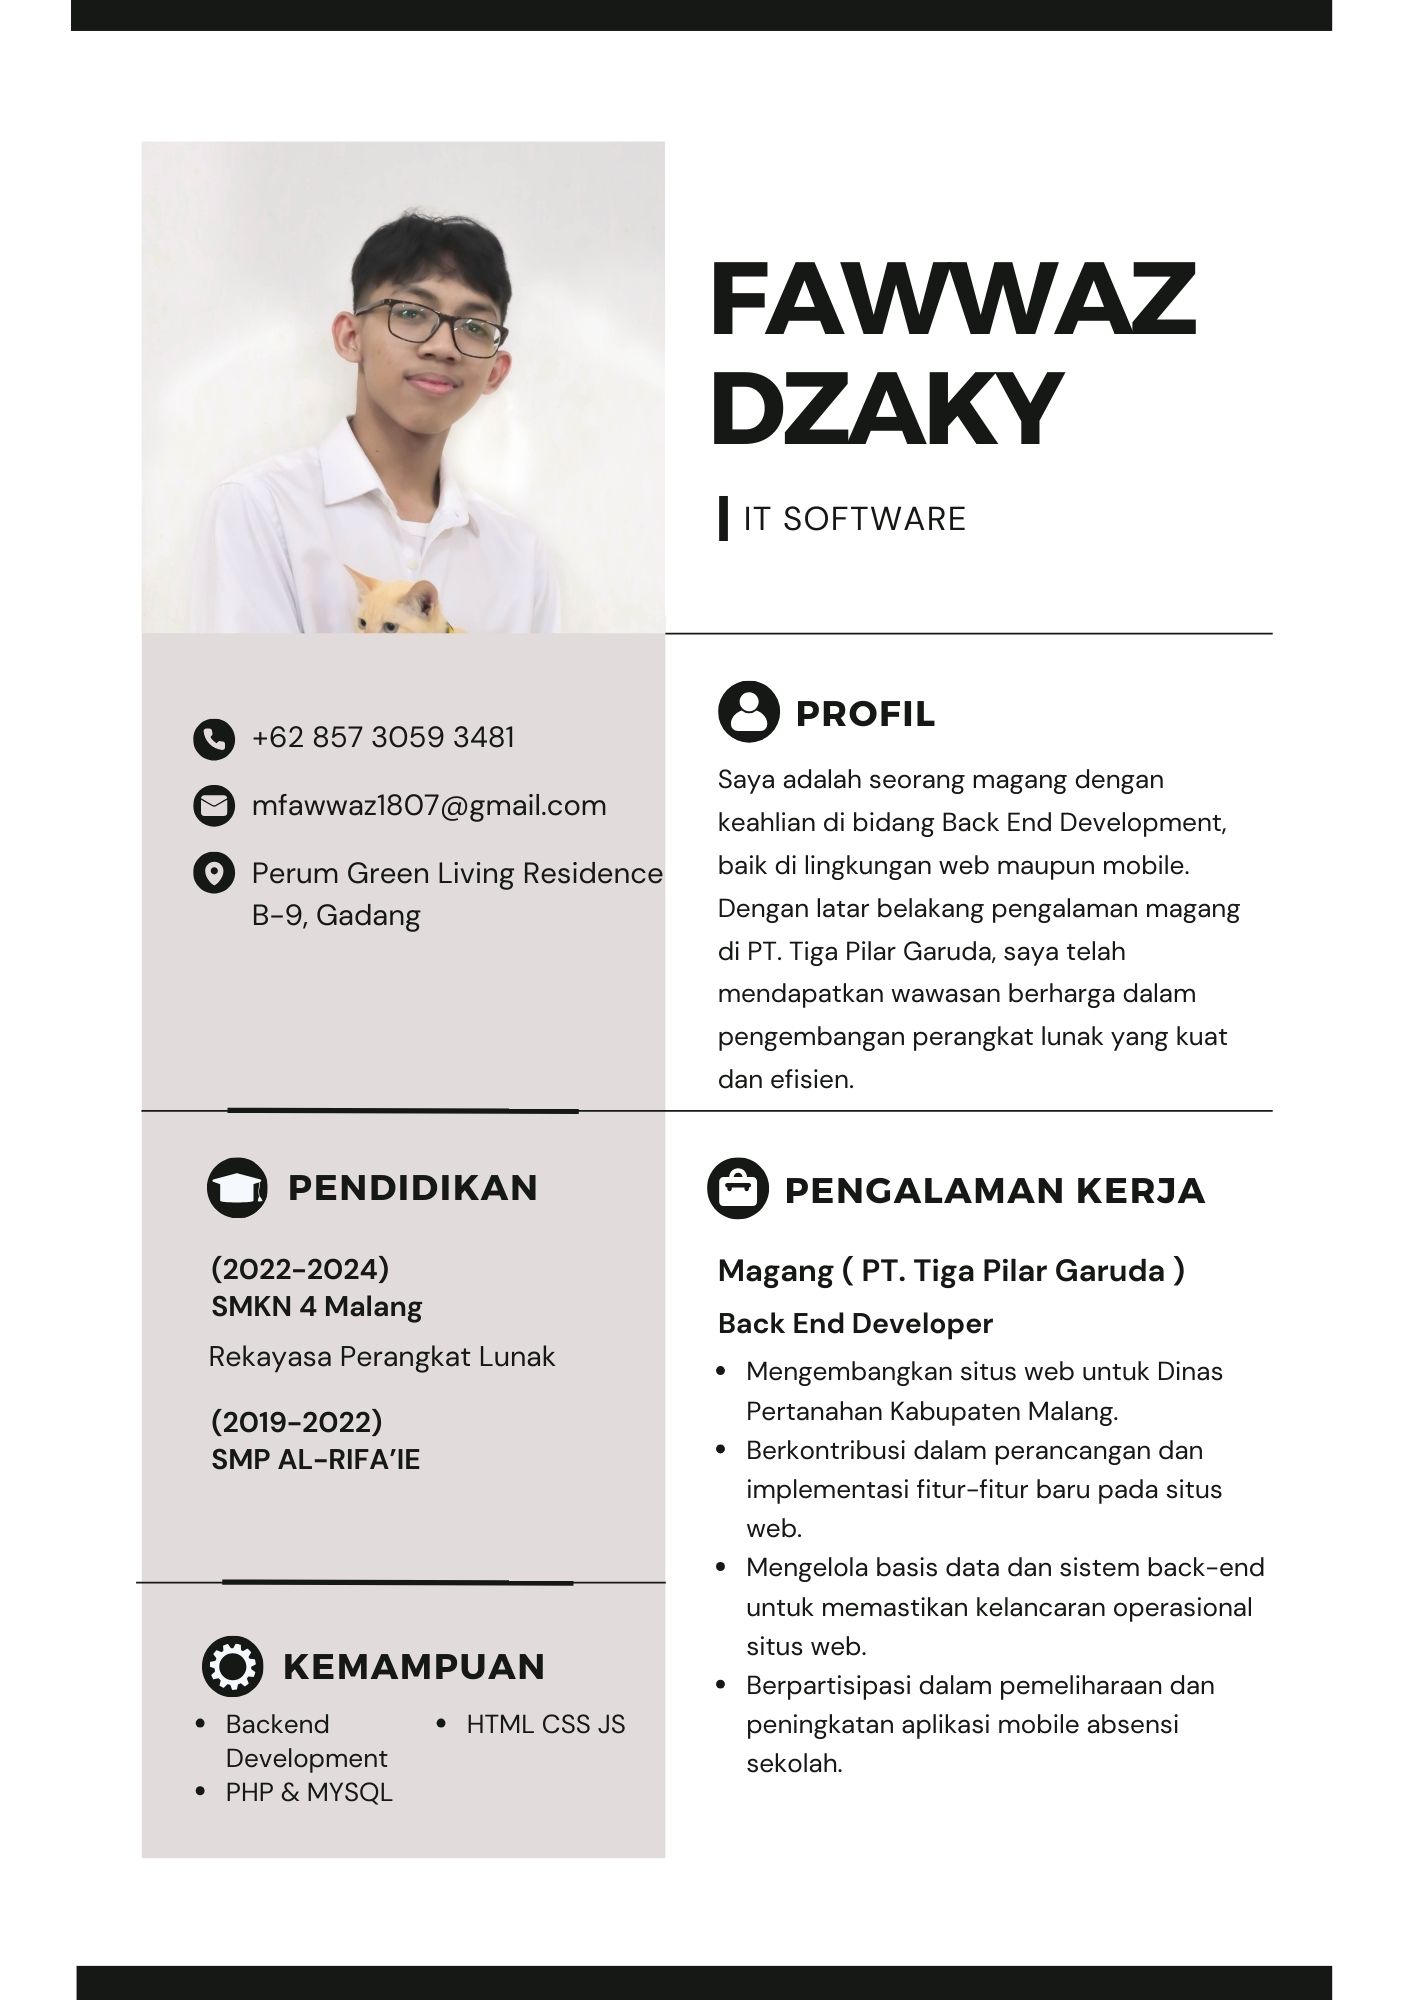 FAWWAZ
DZAKY
IT SOFTWARE
+62 857 3059 3481
mfawwaz1807@gmail.com
Perum Green Living Residence
B-9, Gadang
PROFIL
Saya adalah seorang magang dengan
keahlian di bidang Back End Development,
baik di lingkungan web maupun mobile.
Dengan latar belakang pengalaman magang
di PT. Tiga Pilar Garuda, saya telah
mendapatkan wawasan berharga dalam
pengembangan perangkat lunak yang kuat
dan efisien.
PENDIDIKAN
(2022-2024)
SMKN 4 Malang
Rekayasa Perangkat Lunak
(2019-2022)
SMP AL-RIFA’IE
KEMAMPUAN
• Backend
Development
• PHP & MYSQL
• HTML CSS JS
PENGALAMAN KERJA
Magang ( PT. Tiga Pilar Garuda )
Back End Developer
• Mengembangkan situs web untuk Dinas
Pertanahan Kabupaten Malang.
• Berkontribusi dalam perancangan dan
implementasi fitur-fitur baru pada situs
web.
• Mengelola basis data dan sistem back-end
untuk memastikan kelancaran operasional
situs web.
• Berpartisipasi dalam pemeliharaan dan
peningkatan aplikasi mobile absensi
sekolah.